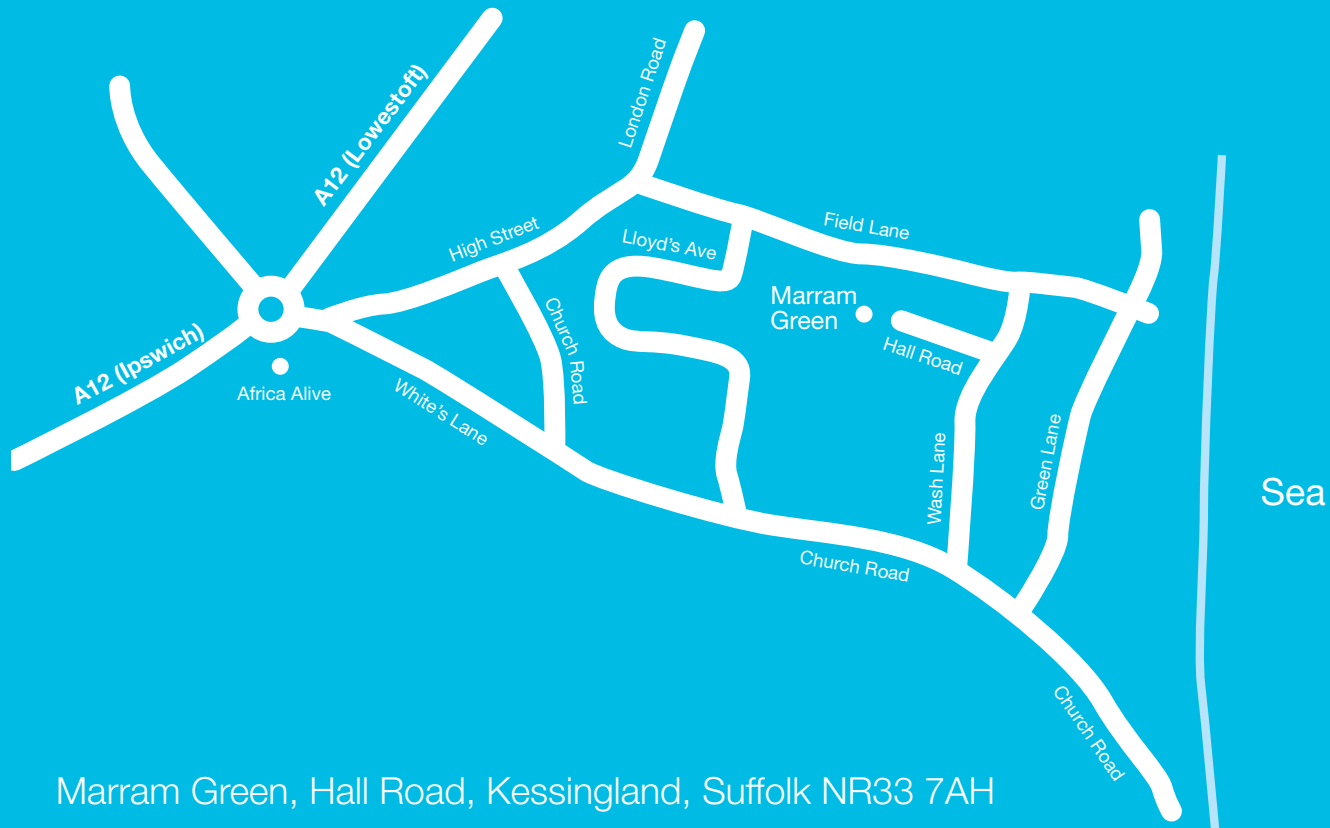 London Road
A12 (Lowestoft)
High Street
Lloyd's Ave
Field Lane
Marram
Green
Hall Road
Church Road
A12 (Ipswich)
Africa Alive
White's Lane
Wash Lane
Green Lane
Sea
Church Road
Church Road
Marram Green, Hall Road, Kessingland, Suffolk NR33 7AH